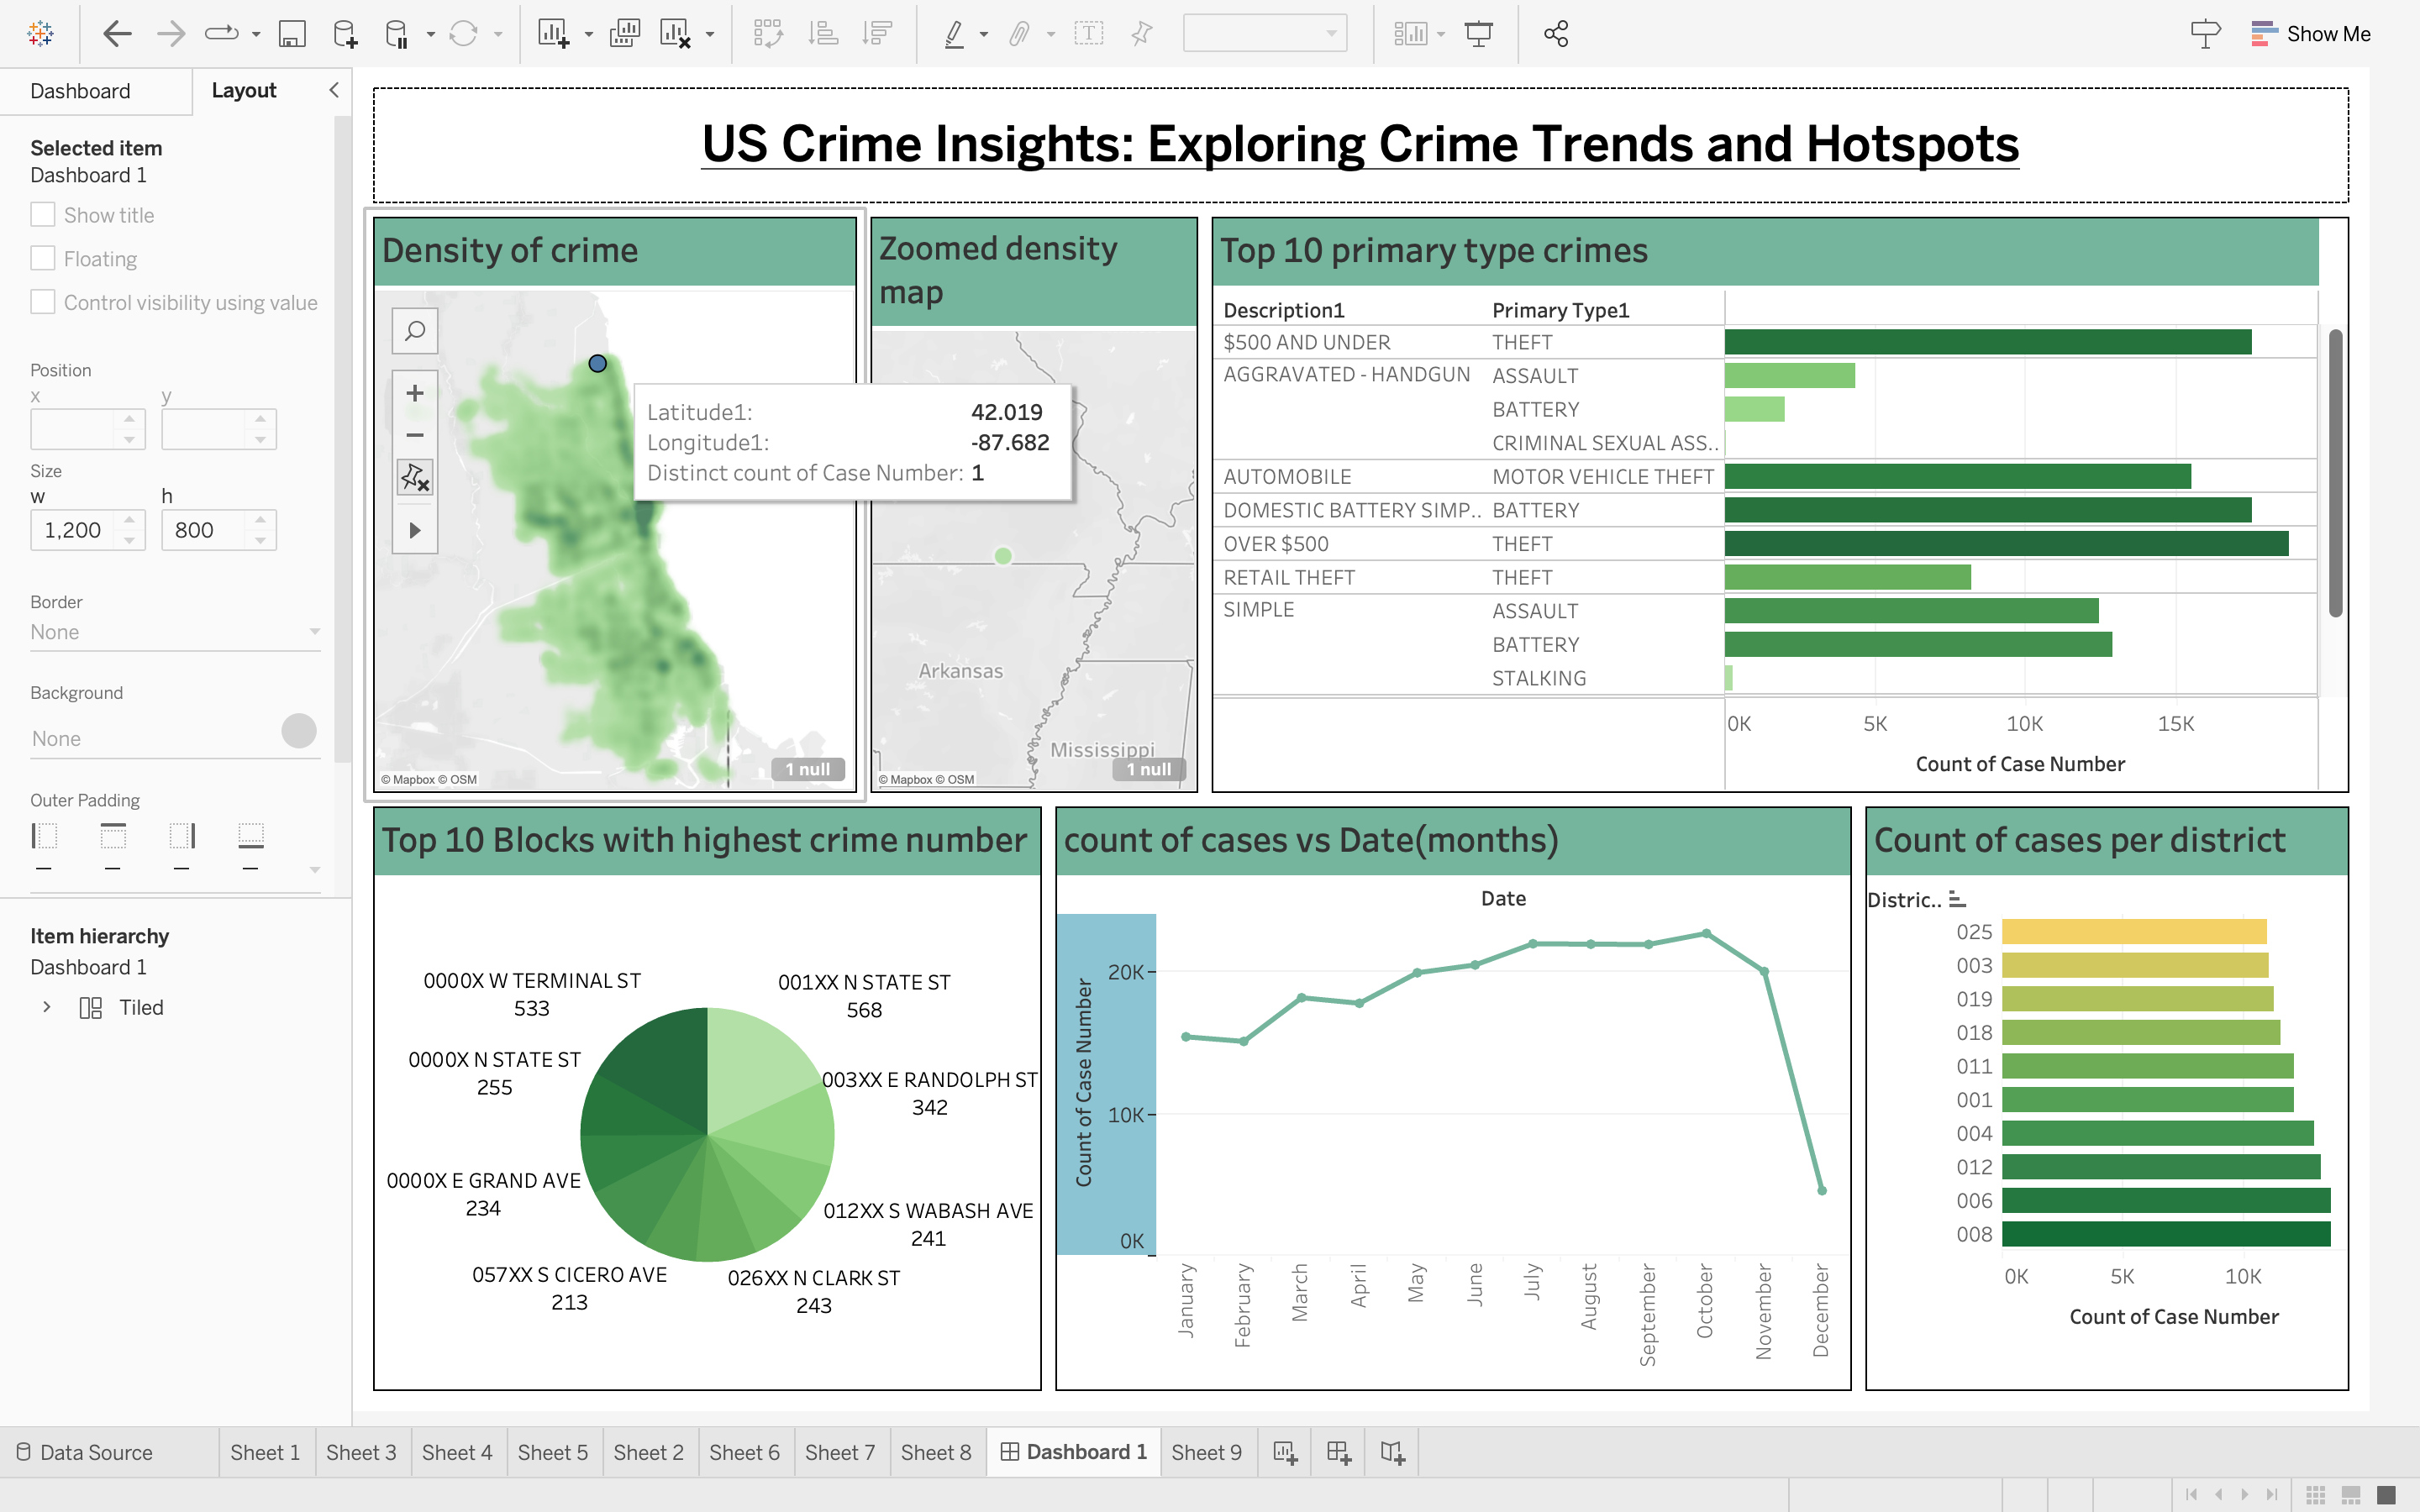 Show Me
Dashboard
Layout
Selected item
Dashboard 1
Show title
Floating
Control visibility using value
Position
x
y
Size
w
h
1,200
800
Border
None
Background
None
Outer Padding
Item hierarchy
Dashboard 1
Tiled
US Crime Insights: Exploring Crime Trends and Hotspots
Density of crime
Latitude1: 42.019
Longitude1: -87.682
Distinct count of Case Number: 1
© Mapbox © OSM
1 null
Zoomed density
map
Arkansas
Mississippi
© Mapbox © OSM
1 null
Top 10 primary type crimes
Description1 Primary Type1
$500 AND UNDER THEFT
AGGRAVATED - HANDGUN ASSAULT
BATTERY
CRIMINAL SEXUAL ASS..
AUTOMOBILE MOTOR VEHICLE THEFT
DOMESTIC BATTERY SIMP.. BATTERY
OVER $500 THEFT
RETAIL THEFT THEFT
SIMPLE ASSAULT
BATTERY
STALKING
0K 5K 10K 15K
Count of Case Number
Top 10 Blocks with highest crime number
0000X W TERMINAL ST
533
001XX N STATE ST
568
0000X N STATE ST
255
003XX E RANDOLPH ST
342
0000X E GRAND AVE
234
012XX S WABASH AVE
241
057XX S CICERO AVE
213
026XX N CLARK ST
243
count of cases vs Date(months)
Date
Count of Case Number
20K
10K
0K
January
February
March
April
May
June
July
August
September
October
November
December
Count of cases per district
Distric..
025
003
019
018
011
001
004
012
006
008
0K 5K 10K
Count of Case Number
Data Source
Sheet 1
Sheet 3
Sheet 4
Sheet 5
Sheet 2
Sheet 6
Sheet 7
Sheet 8
Dashboard 1
Sheet 9